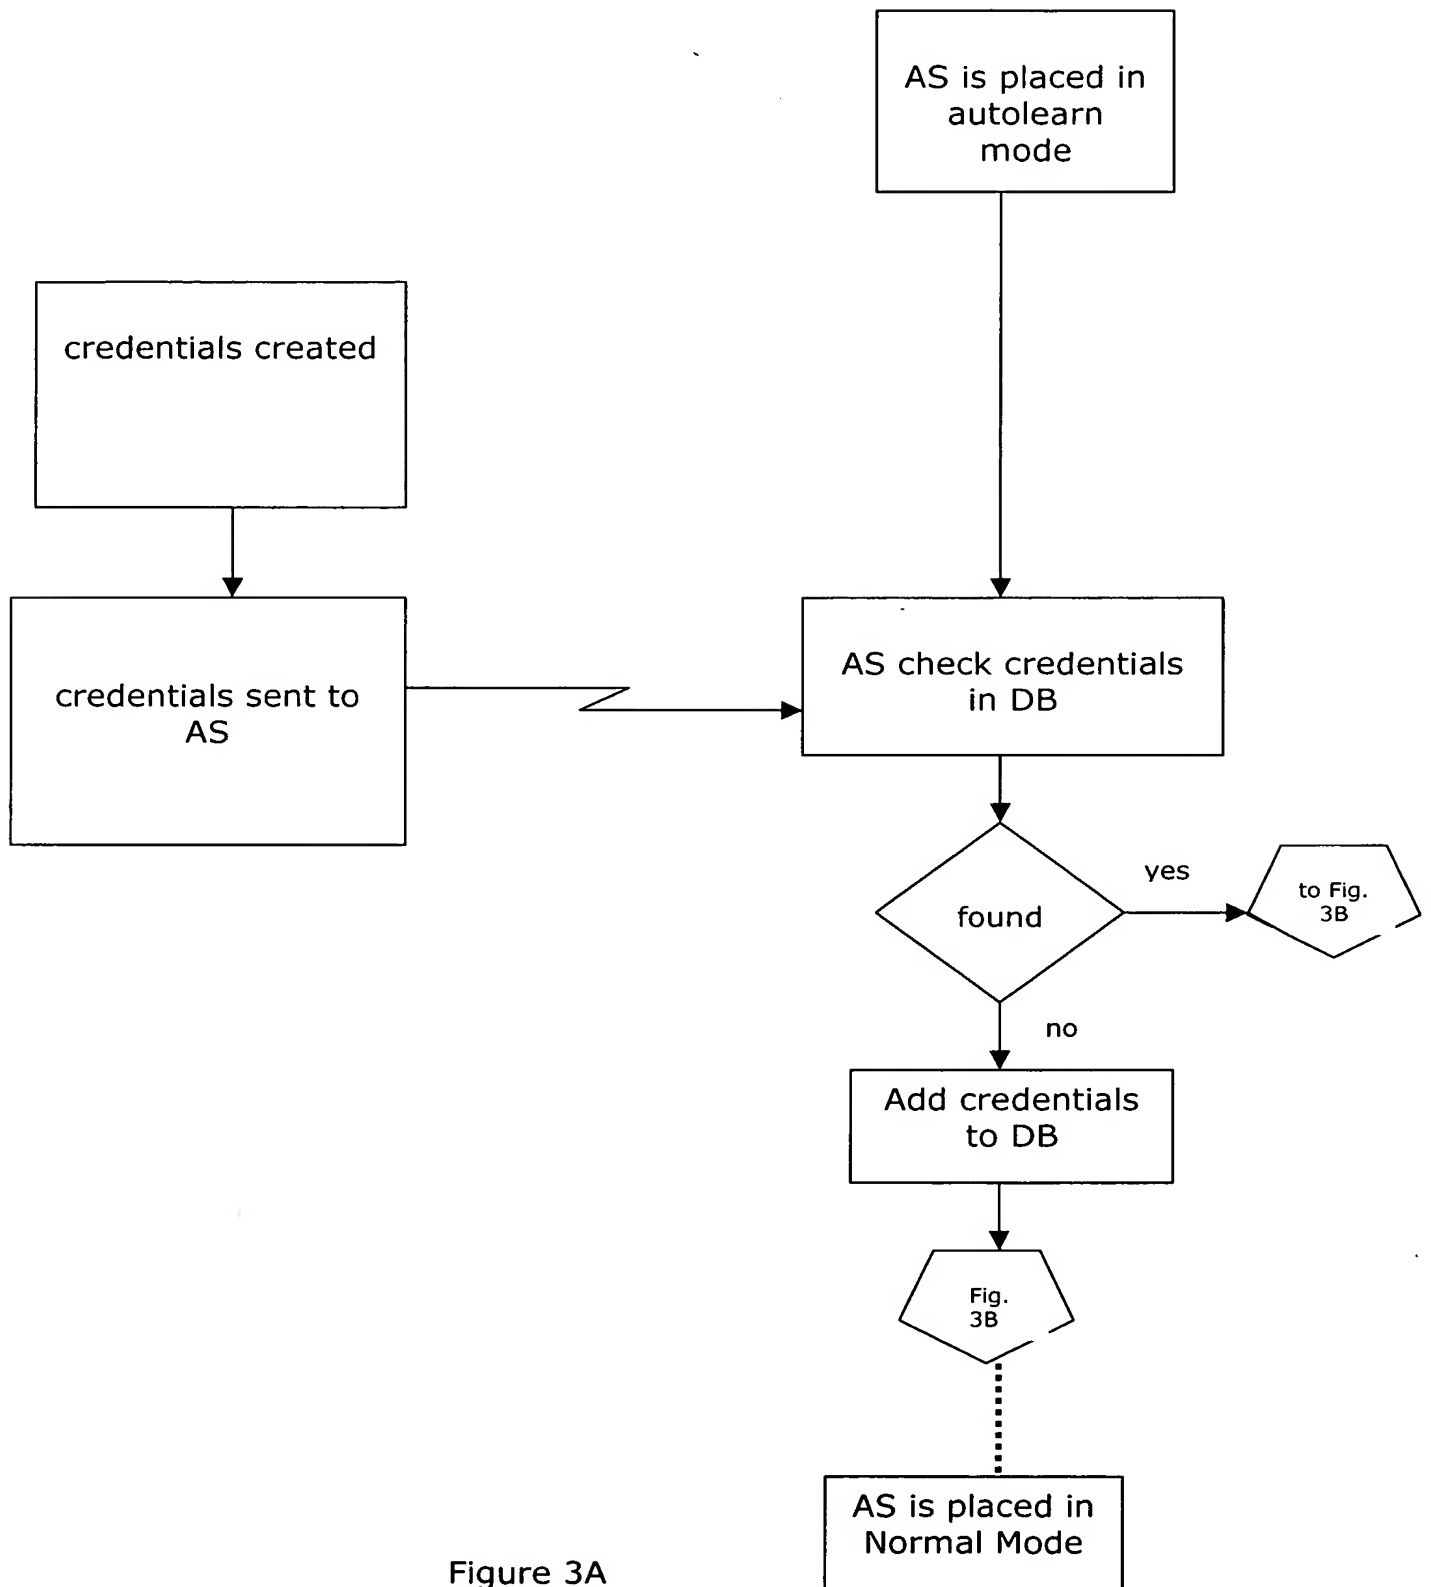 AS is placed in
autolearn
mode
credentials created
credentials sent to
AS
AS check credentials
in DB
found
yes
to Fig.
3B
no
Add credentials
to DB
Fig.
3B
AS is placed in
Normal Mode
Figure 3A